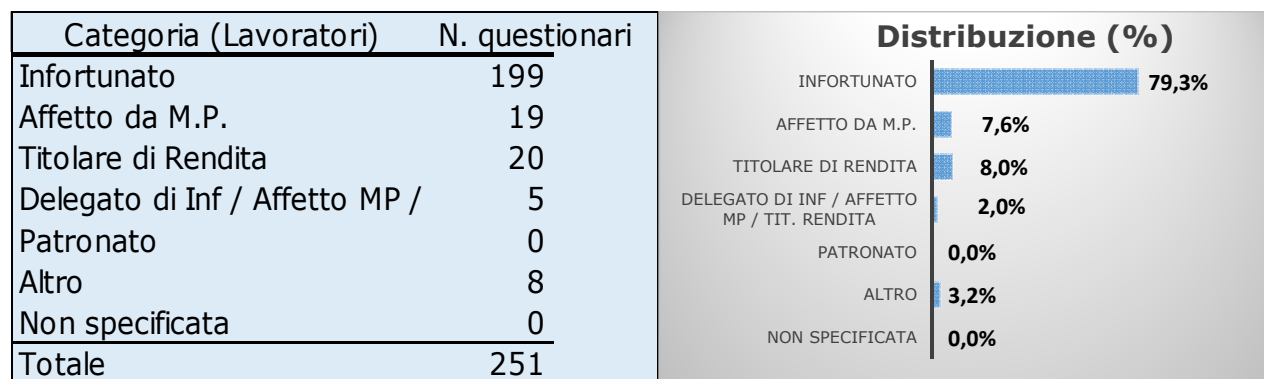 Categoria (Lavoratori) N. questionari
Infortunato 199
Affetto da M.P. 19
Titolare di Rendita 20
Delegato di Inf / Affetto MP / 5
Patronato 0
Altro 8
Non specificata 0
Totale 251
Distribuzione (%)
INFORTUNATO 79,3%
AFFETTO DA M.P. 7,6%
TITOLARE DI RENDITA 8,0%
DELEGATO DI INF / AFFETTO
MP / TIT. RENDITA 2,0%
PATRONATO 0,0%
ALTRO 3,2%
NON SPECIFICATA 0,0%